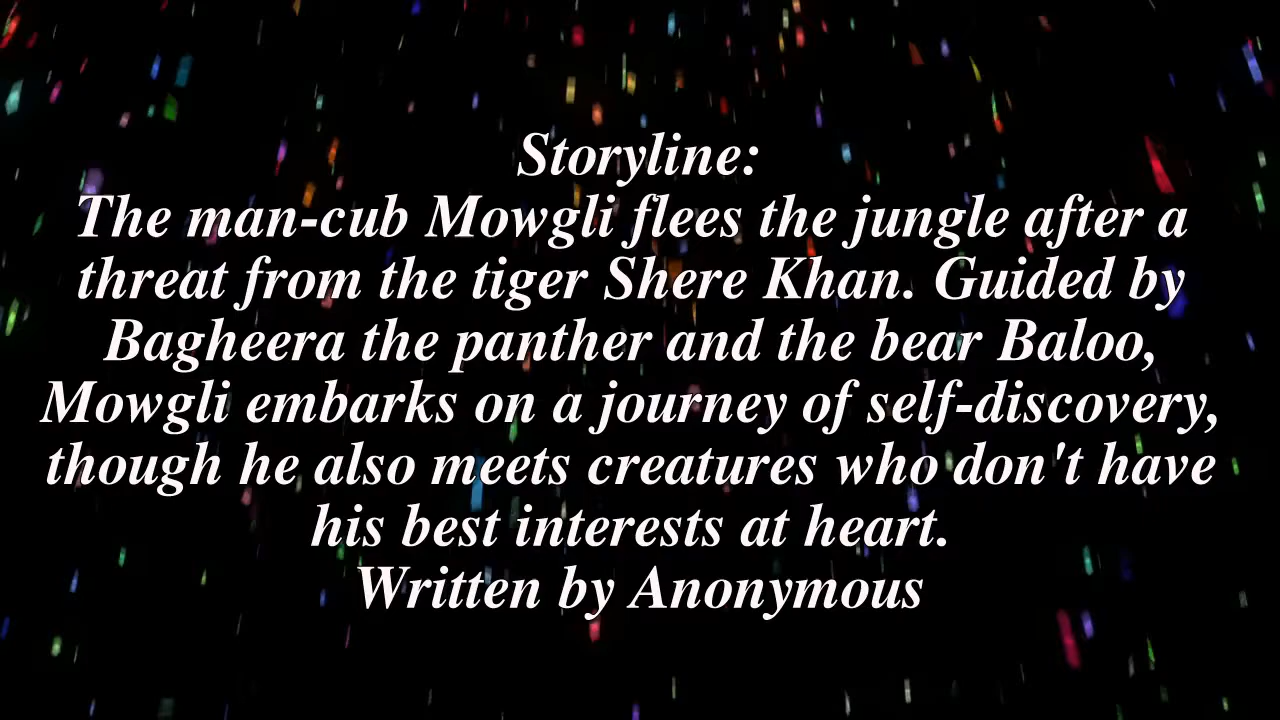 Storyline:
The man-cub Mowgli flees the jungle after a
threat from the tiger Shere Khan. Guided by
Bagheera the panther and the bear Baloo,
Mowgli embarks on a journey of self-discovery,
though he also meets creatures who don't have
his best interests at heart.
Written by Anonymous